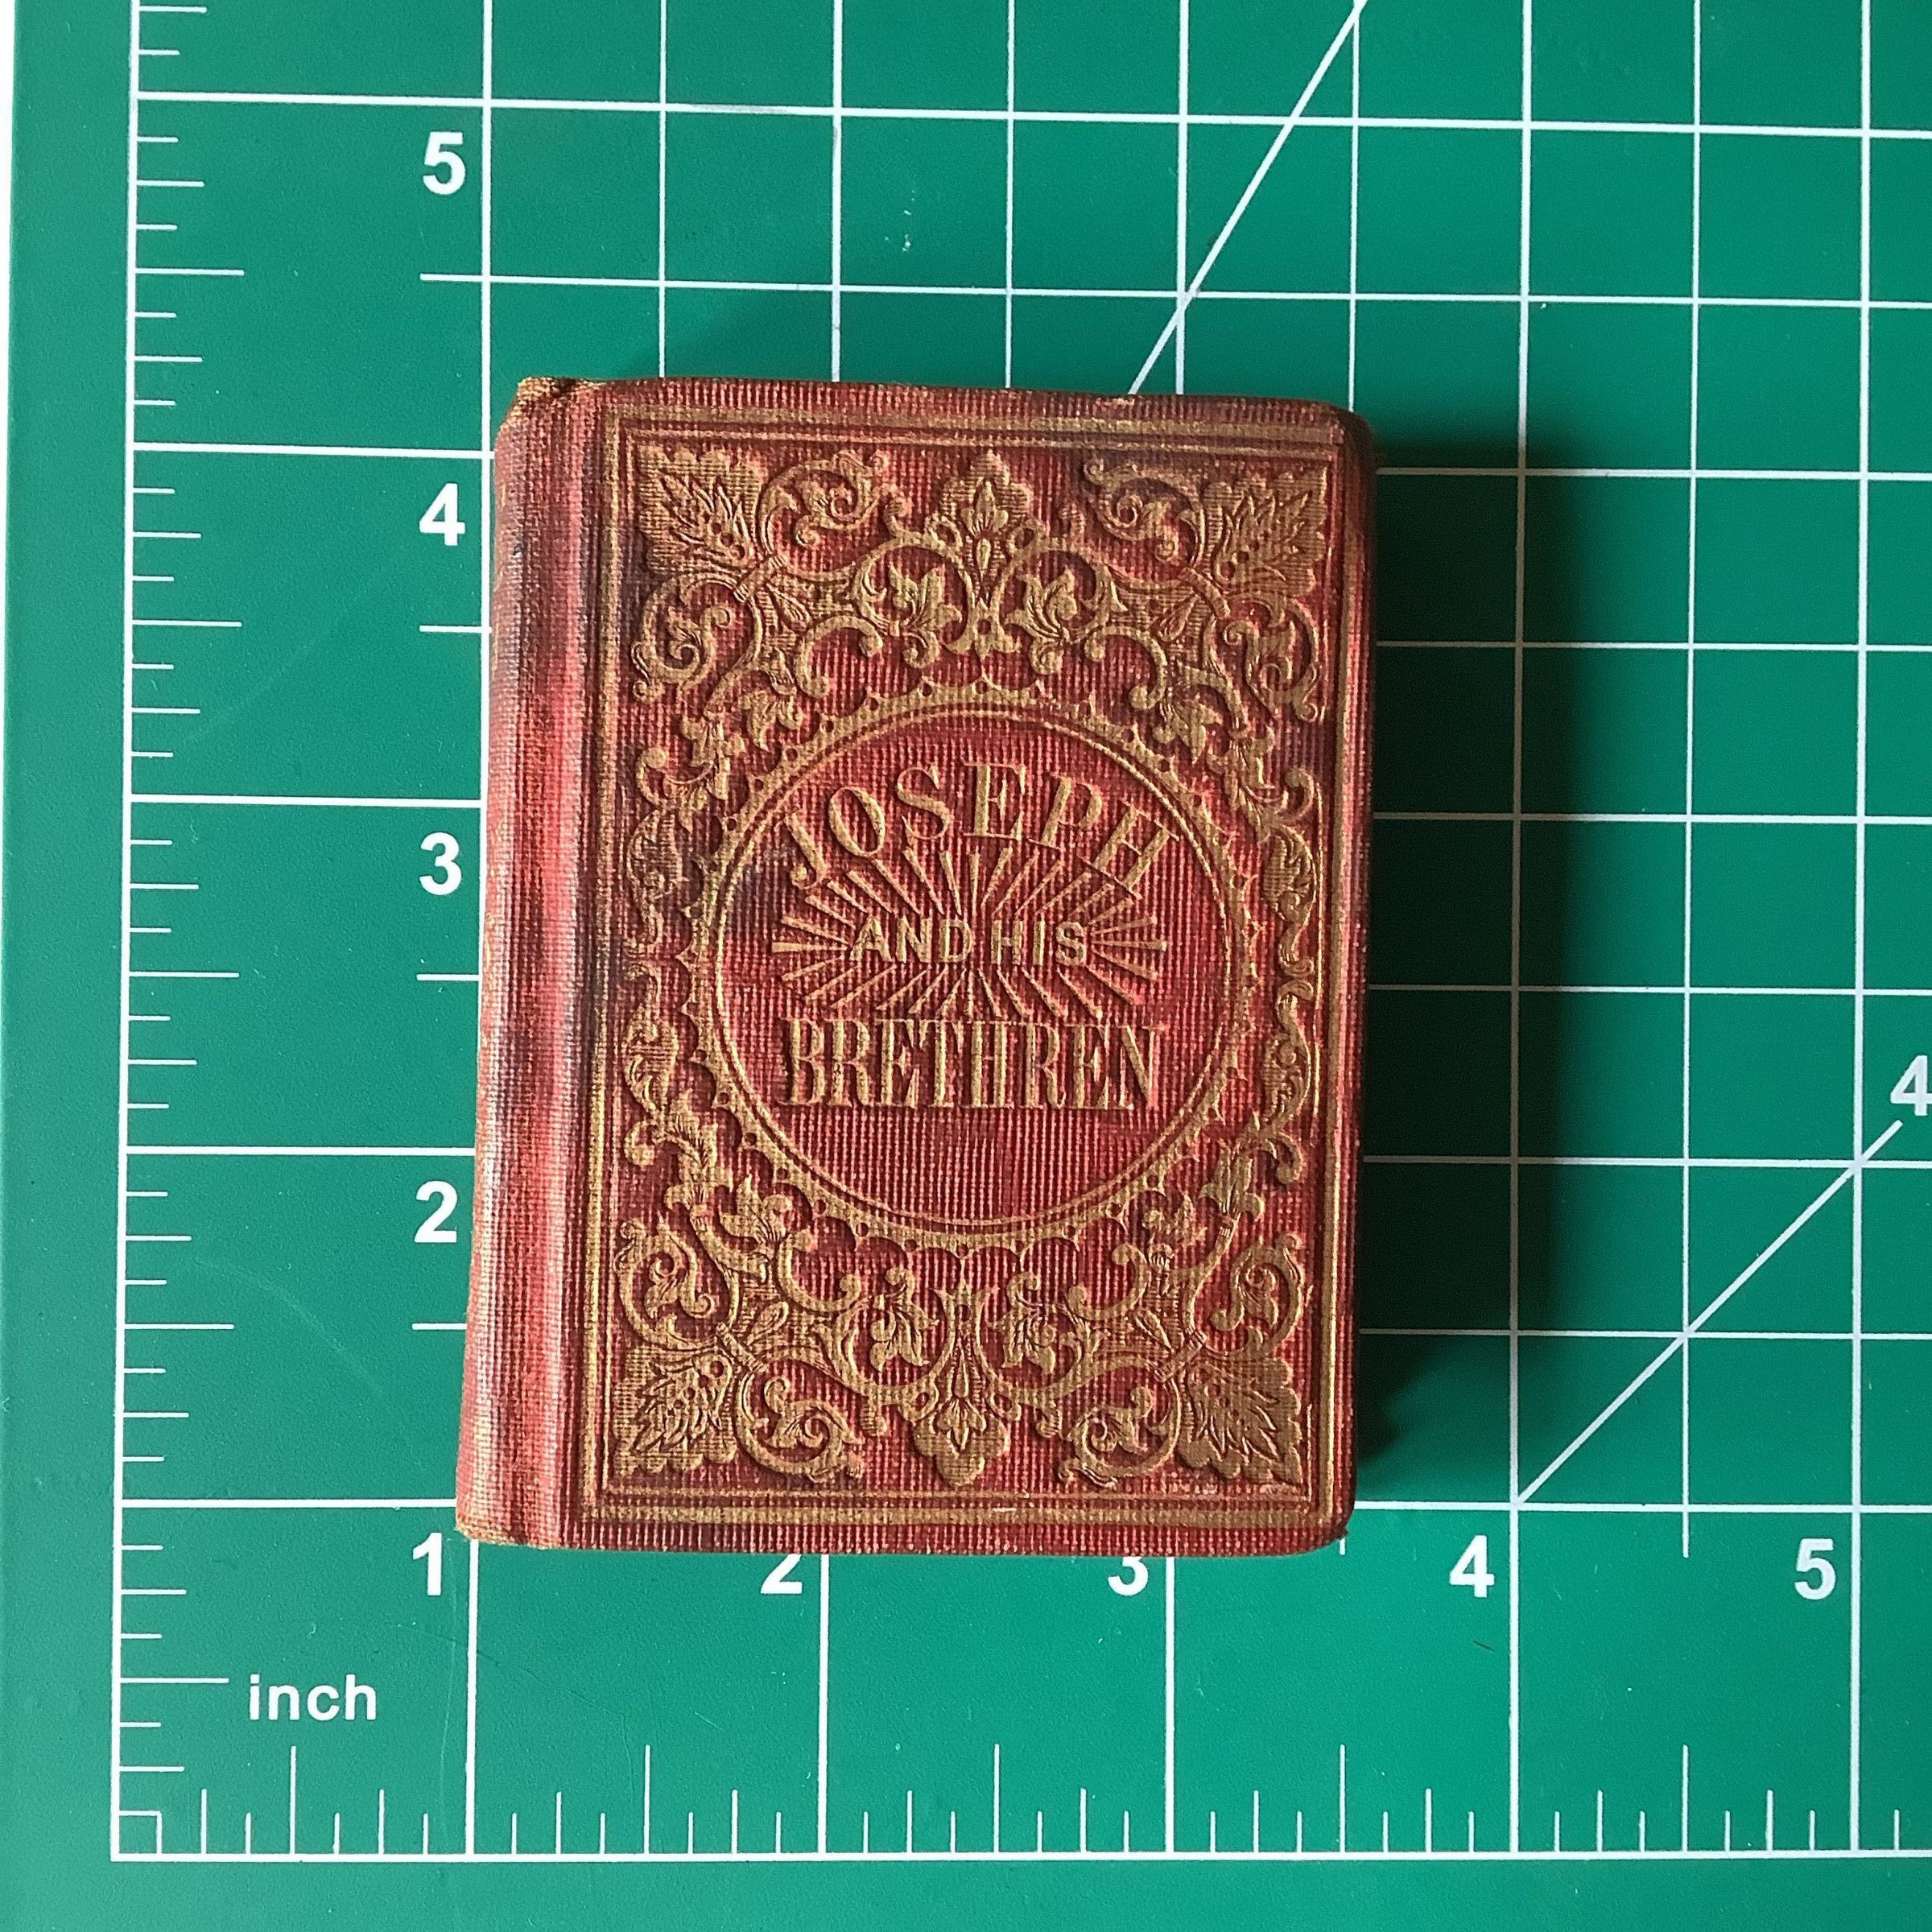 5
4
JOSEPH
3
AND HIS
BRETHREN
4
2
1 2 3 4 5
inch